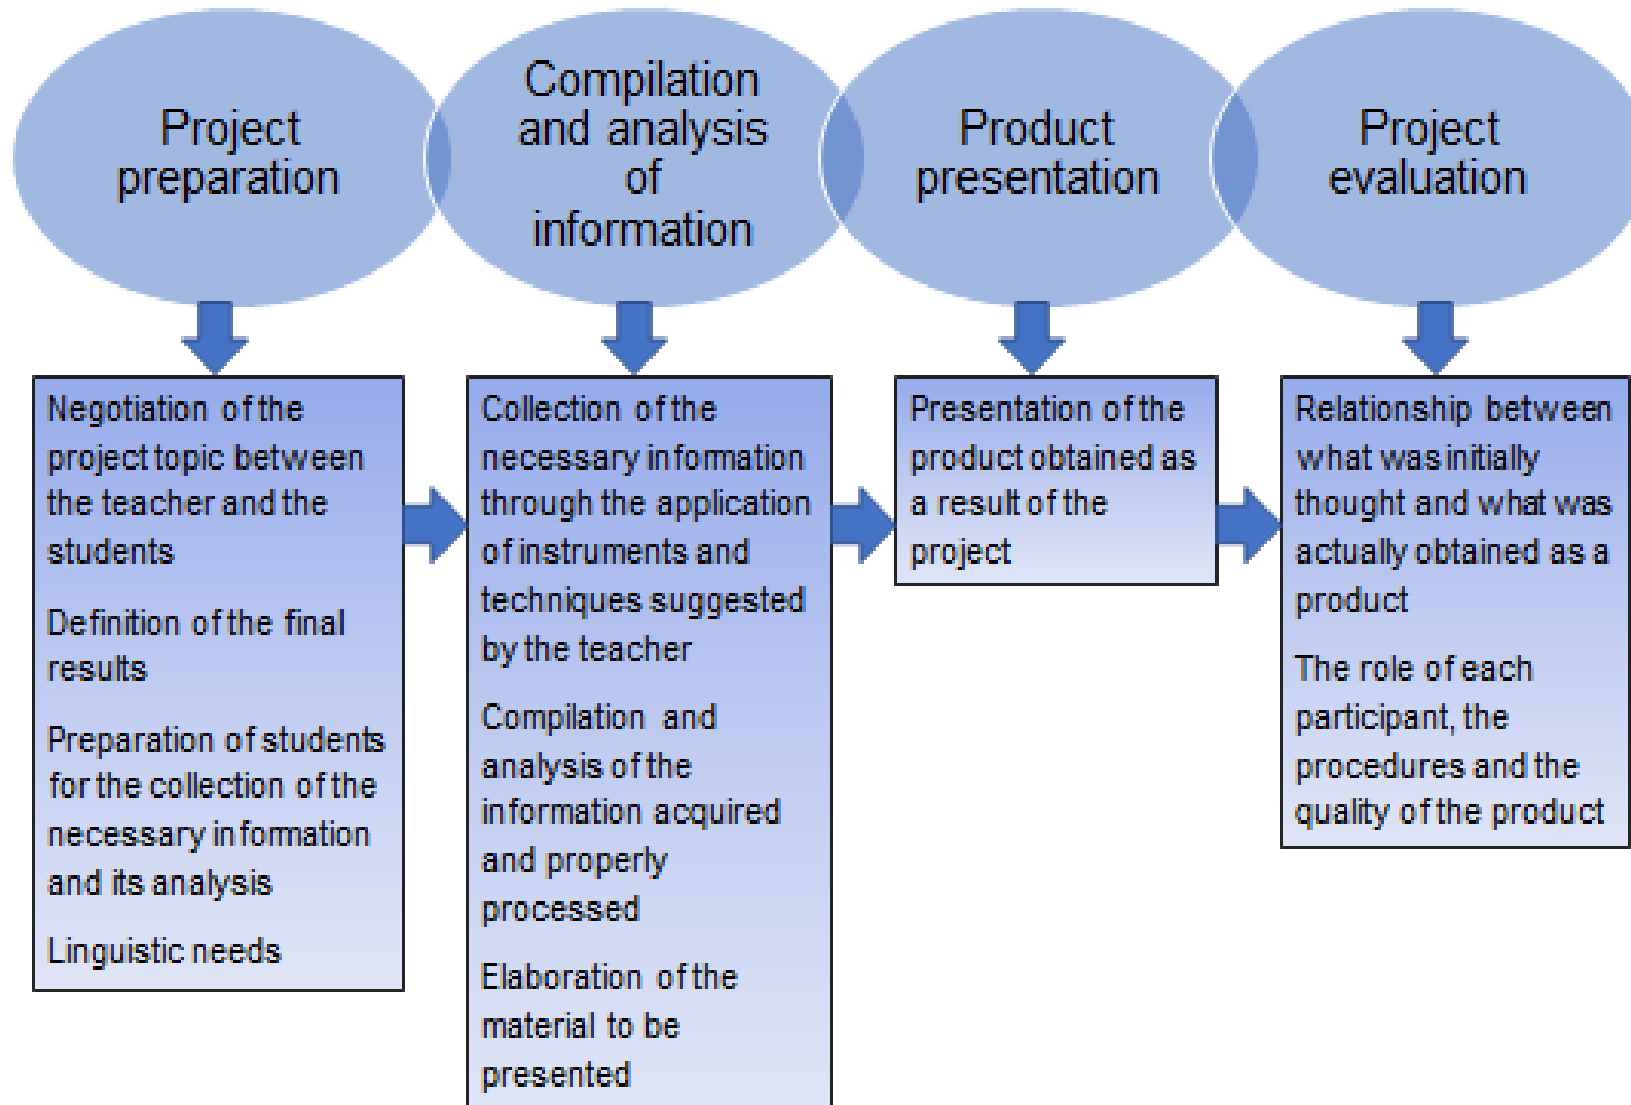 Project
preparation
Compilation
and analysis
of
information
Product
presentation
Project
evaluation
Negotiation of the
project topic between
the teacher and the
students
Definition of the final
results
Preparation of students
for the collection of the
necessary information
and its analysis
Linguistic needs
Collection of the
necessary information
through the application
of instruments and
techniques suggested
by the teacher
Compilation and
analysis of the
information acquired
and properly
processed
Elaboration of the
material to be
presented
Presentation of the
product obtained as
a result of the
project
Relationship between
what was initially
thought and what was
actually obtained as a
product
The role of each
participant, the
procedures and the
quality of the product